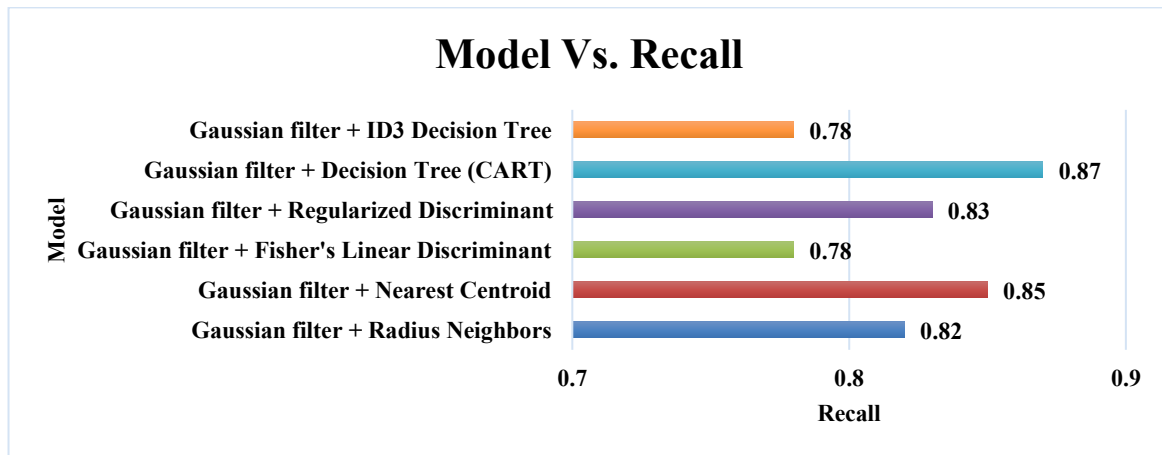 Model Vs. Recall
Model
Gaussian filter + ID3 Decision Tree 0.78
Gaussian filter + Decision Tree (CART) 0.87
Gaussian filter + Regularized Discriminant 0.83
Gaussian filter + Fisher's Linear Discriminant 0.78
Gaussian filter + Nearest Centroid 0.85
Gaussian filter + Radius Neighbors 0.82
0.7 0.8 0.9
Recall